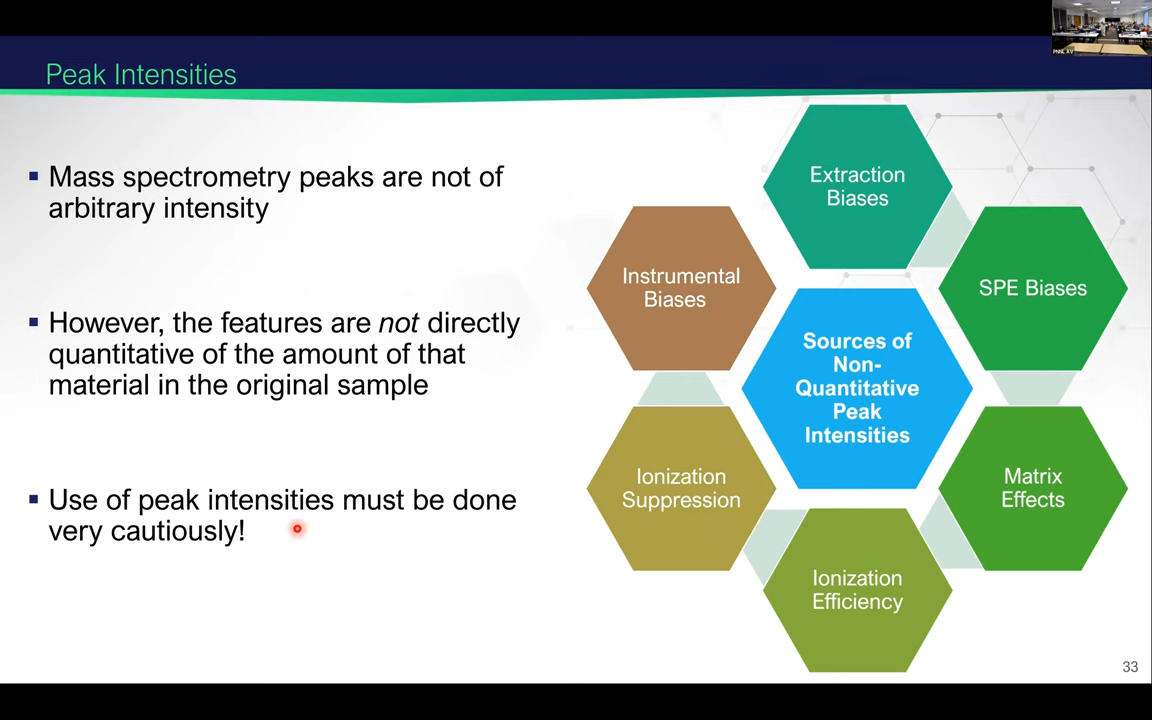 Peak Intensities
PNNL AV
▪ Mass spectrometry peaks are not of
arbitrary intensity
▪ However, the features are not directly
quantitative of the amount of that
material in the original sample
▪ Use of peak intensities must be done
very cautiously!
Extraction
Biases
SPE Biases
Matrix
Effects
Ionization
Efficiency
Ionization
Suppression
Instrumental
Biases
Sources of
Non-
Quantitative
Peak
Intensities
33